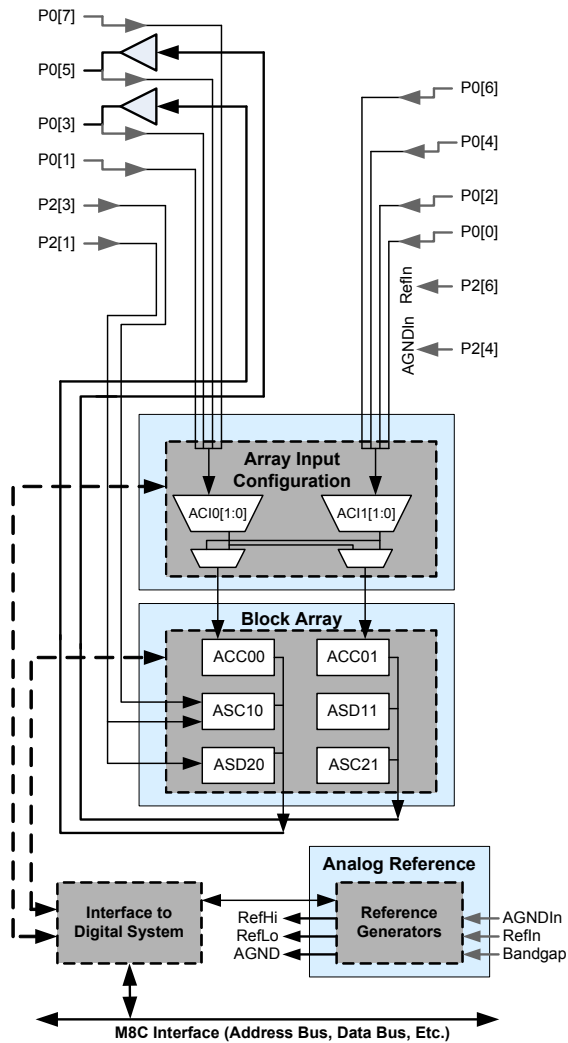 P0[7]
P0[5]
P0[3]
P0[1]
P2[3]
P2[1]
P0[6]
P0[4]
P0[2]
P0[0]
P2[6]
RefIn
P2[4]
AGNDIn
Array Input
Configuration
ACI0[1:0]
ACI1[1:0]
Block Array
ACC00
ACC01
ASC10
ASD11
ASD20
ASC21
Analog Reference
Interface to
Digital System
RefHi
RefLo
AGND
Reference
Generators
AGNDIn
RefIn
Bandgap
M8C Interface (Address Bus, Data Bus, Etc.)